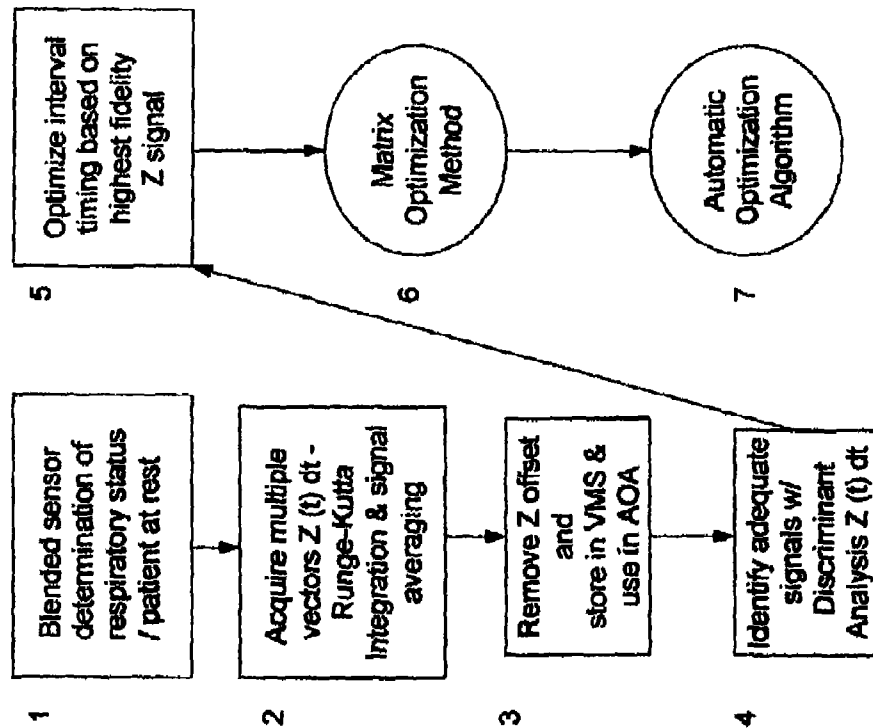 1
Blended sensor
determination of
respiratory status
/ patient at rest
2
Acquire multiple
vectors Z (t) dt -
Runge-Kutta
Integration & signal
averaging
3
Remove Z offset
and
store in VMS &
use in AOA
4
Identify adequate
signals w/
Discriminant
Analysis Z (t) dt
5
Optimize interval
timing based on
highest fidelity
Z signal
6
Matrix
Optimization
Method
7
Automatic
Optimization
Algorithm